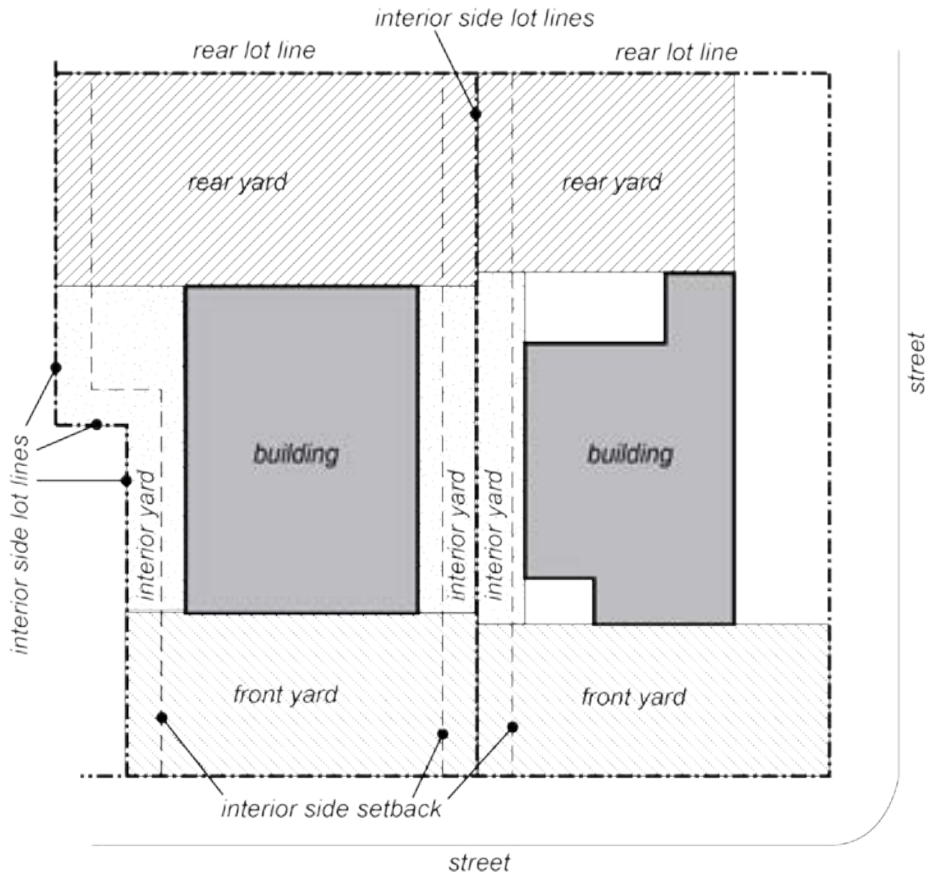 interior side lot lines
rear lot line
rear lot line
rear yard
rear yard
street
building
building
interior side lot lines
interior yard
interior yard
interior yard
front yard
front yard
interior side setback
street